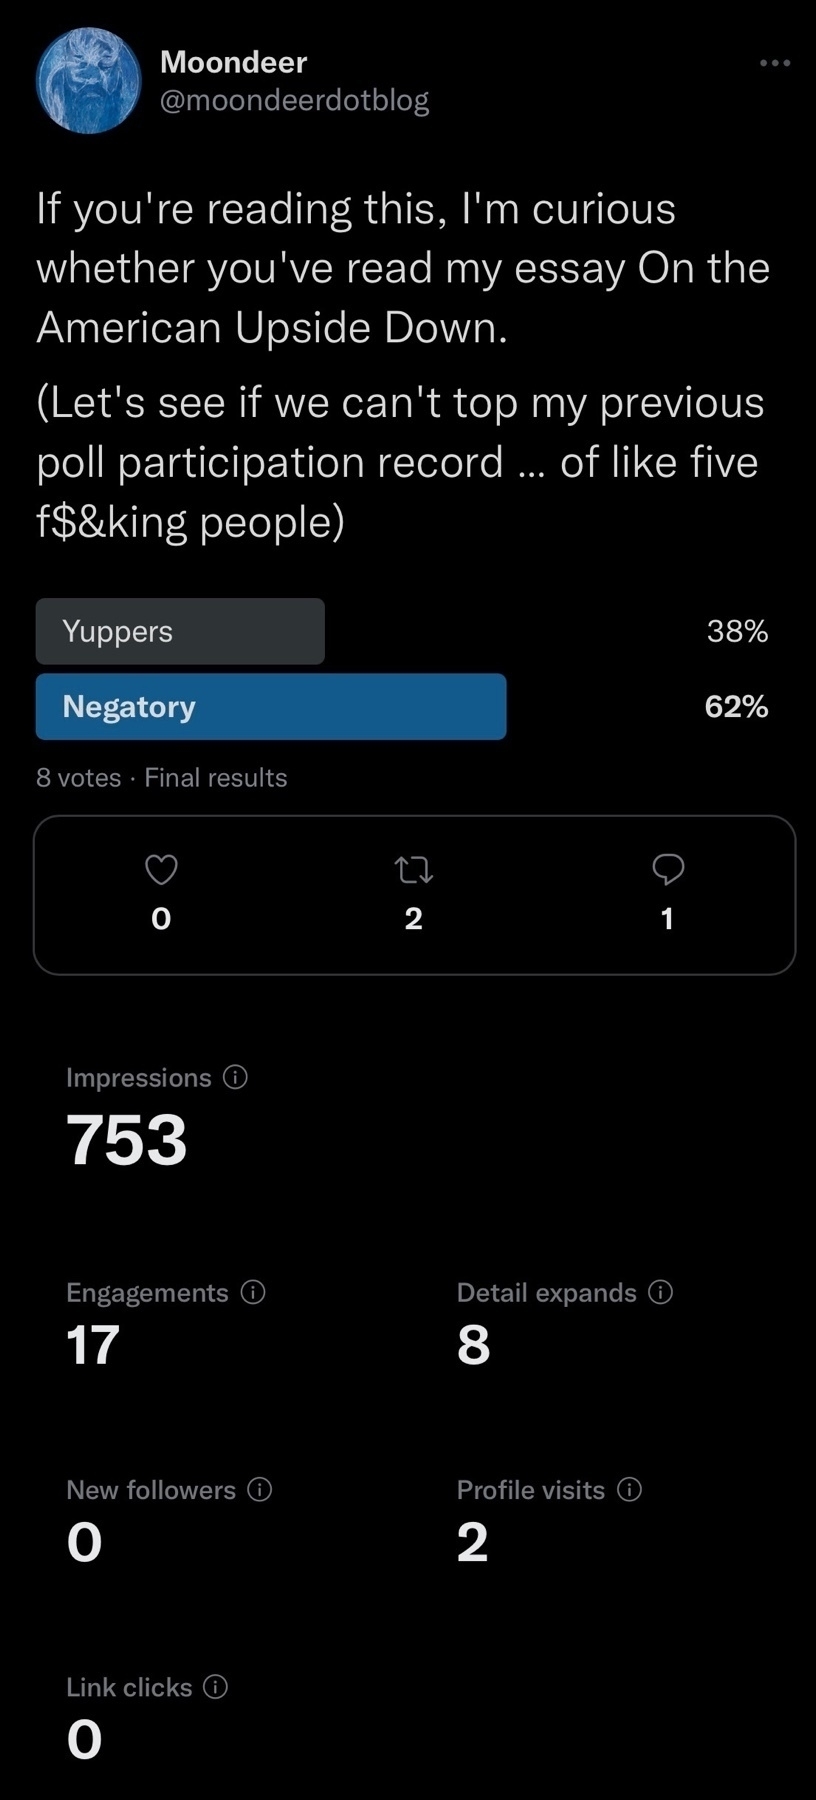 Moondeer
@moondeerdotblog
If you're reading this, I'm curious
whether you've read my essay On the
American Upside Down.
(Let's see if we can't top my previous
poll participation record ... of like five
f$&king people)
Yuppers 38%
Negatory 62%
8 votes · Final results
0 2 1
Impressions
753
Engagements Detail expands
17 8
New followers Profile visits
0 2
Link clicks
0